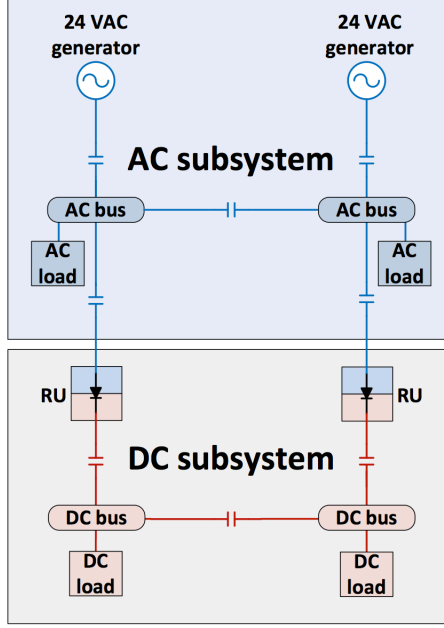 24 VAC
generator
24 VAC
generator
AC subsystem
AC bus
AC bus
AC
load
AC
load
RU
RU
DC subsystem
DC bus
DC bus
DC
load
DC
load